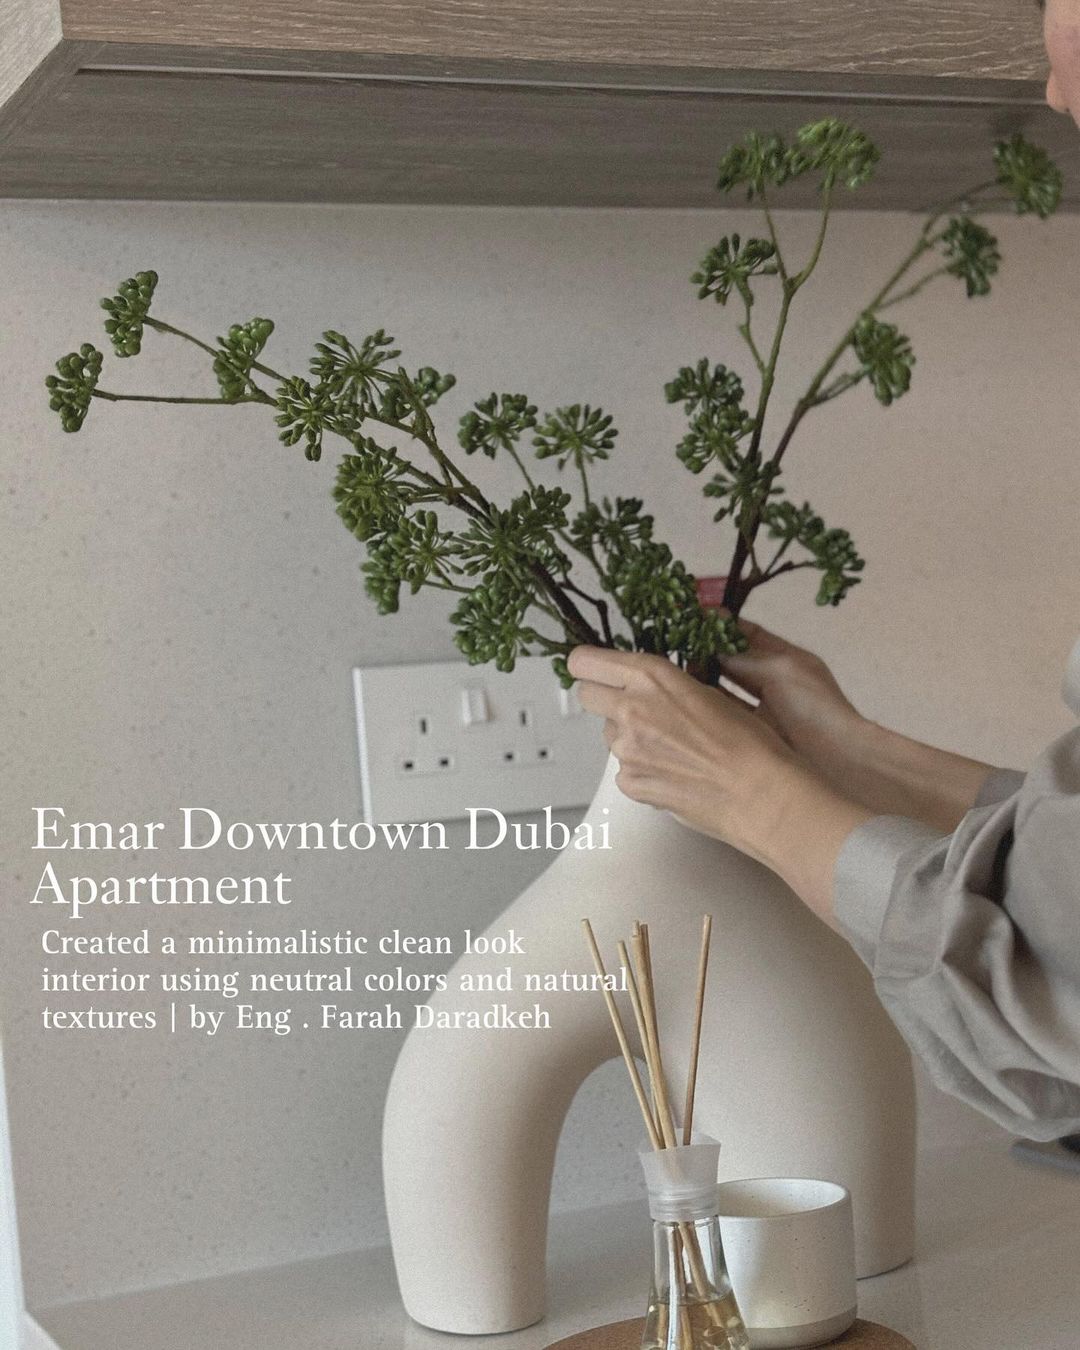 Emar Downtown Dubai
Apartment
Created a minimalistic clean look
interior using neutral colors and natural
textures | by Eng . Farah Daradkeh